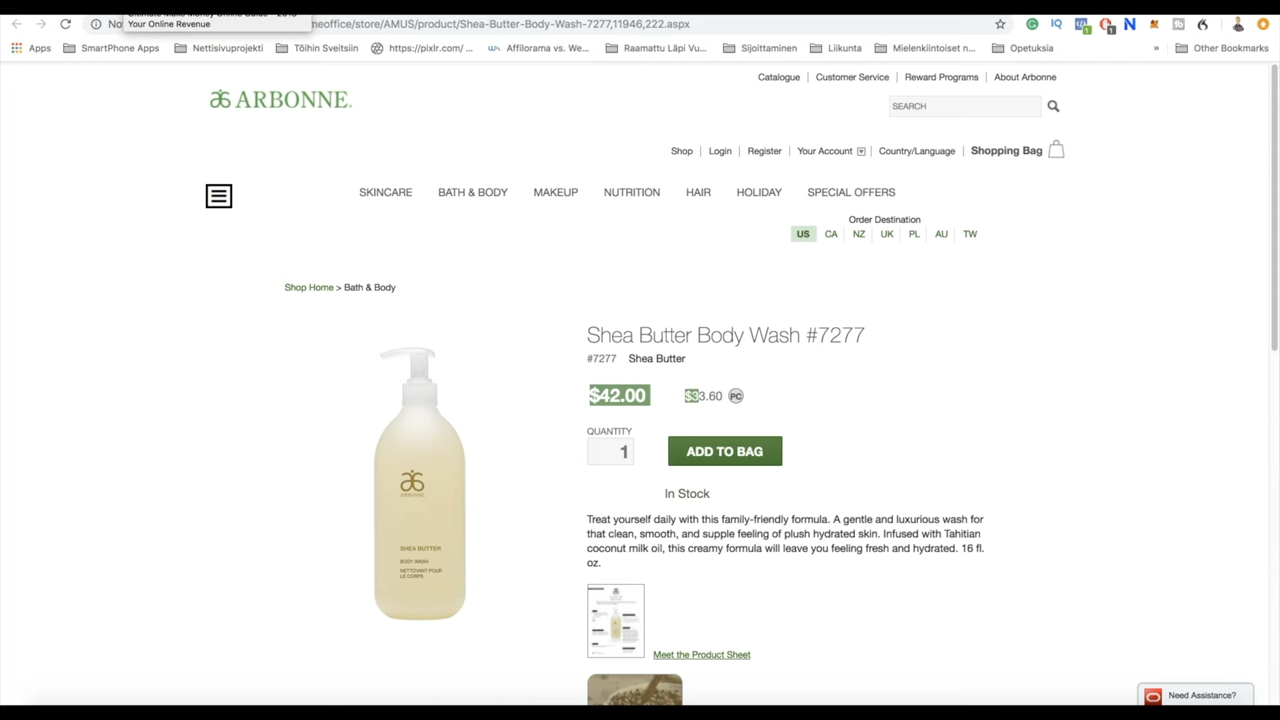 Your Online Revenue
No
neoffice/store/AMUS/product/Shea-Butter-Body-Wash-7277,11946,222.aspx
Apps
SmartPhone Apps
Nettisivuprojekti
Töihin Sveitsiin
https://pixlr.com/ ...
Affilorama vs. We...
Raamattu Läpi Vu...
Sijoittaminen
Liikunta
Mielenkiintoiset n...
Opetuksia
»
Other Bookmarks
Catalogue
Customer Service
Reward Programs
About Arbonne
ARBONNE.
SEARCH
Shop
Login
Register
Your Account
Country/Language
Shopping Bag
SKINCARE
BATH & BODY
MAKEUP
NUTRITION
HAIR
HOLIDAY
SPECIAL OFFERS
Order Destination
US
CA
NZ
UK
PL
AU
TW
Shop Home > Bath & Body
Shea Butter Body Wash #7277
#7277 Shea Butter
$42.00
$33.60 PC
QUANTITY
1
ADD TO BAG
In Stock
Treat yourself daily with this family-friendly formula. A gentle and luxurious wash for
that clean, smooth, and supple feeling of plush hydrated skin. Infused with Tahitian
coconut milk oil, this creamy formula will leave you feeling fresh and hydrated. 16 fl.
oz.
Meet the Product Sheet
ARBONNE
SHEA BUTTER
BODY WASH
NETTOYANT POUR
LE CORPS
Need Assistance?